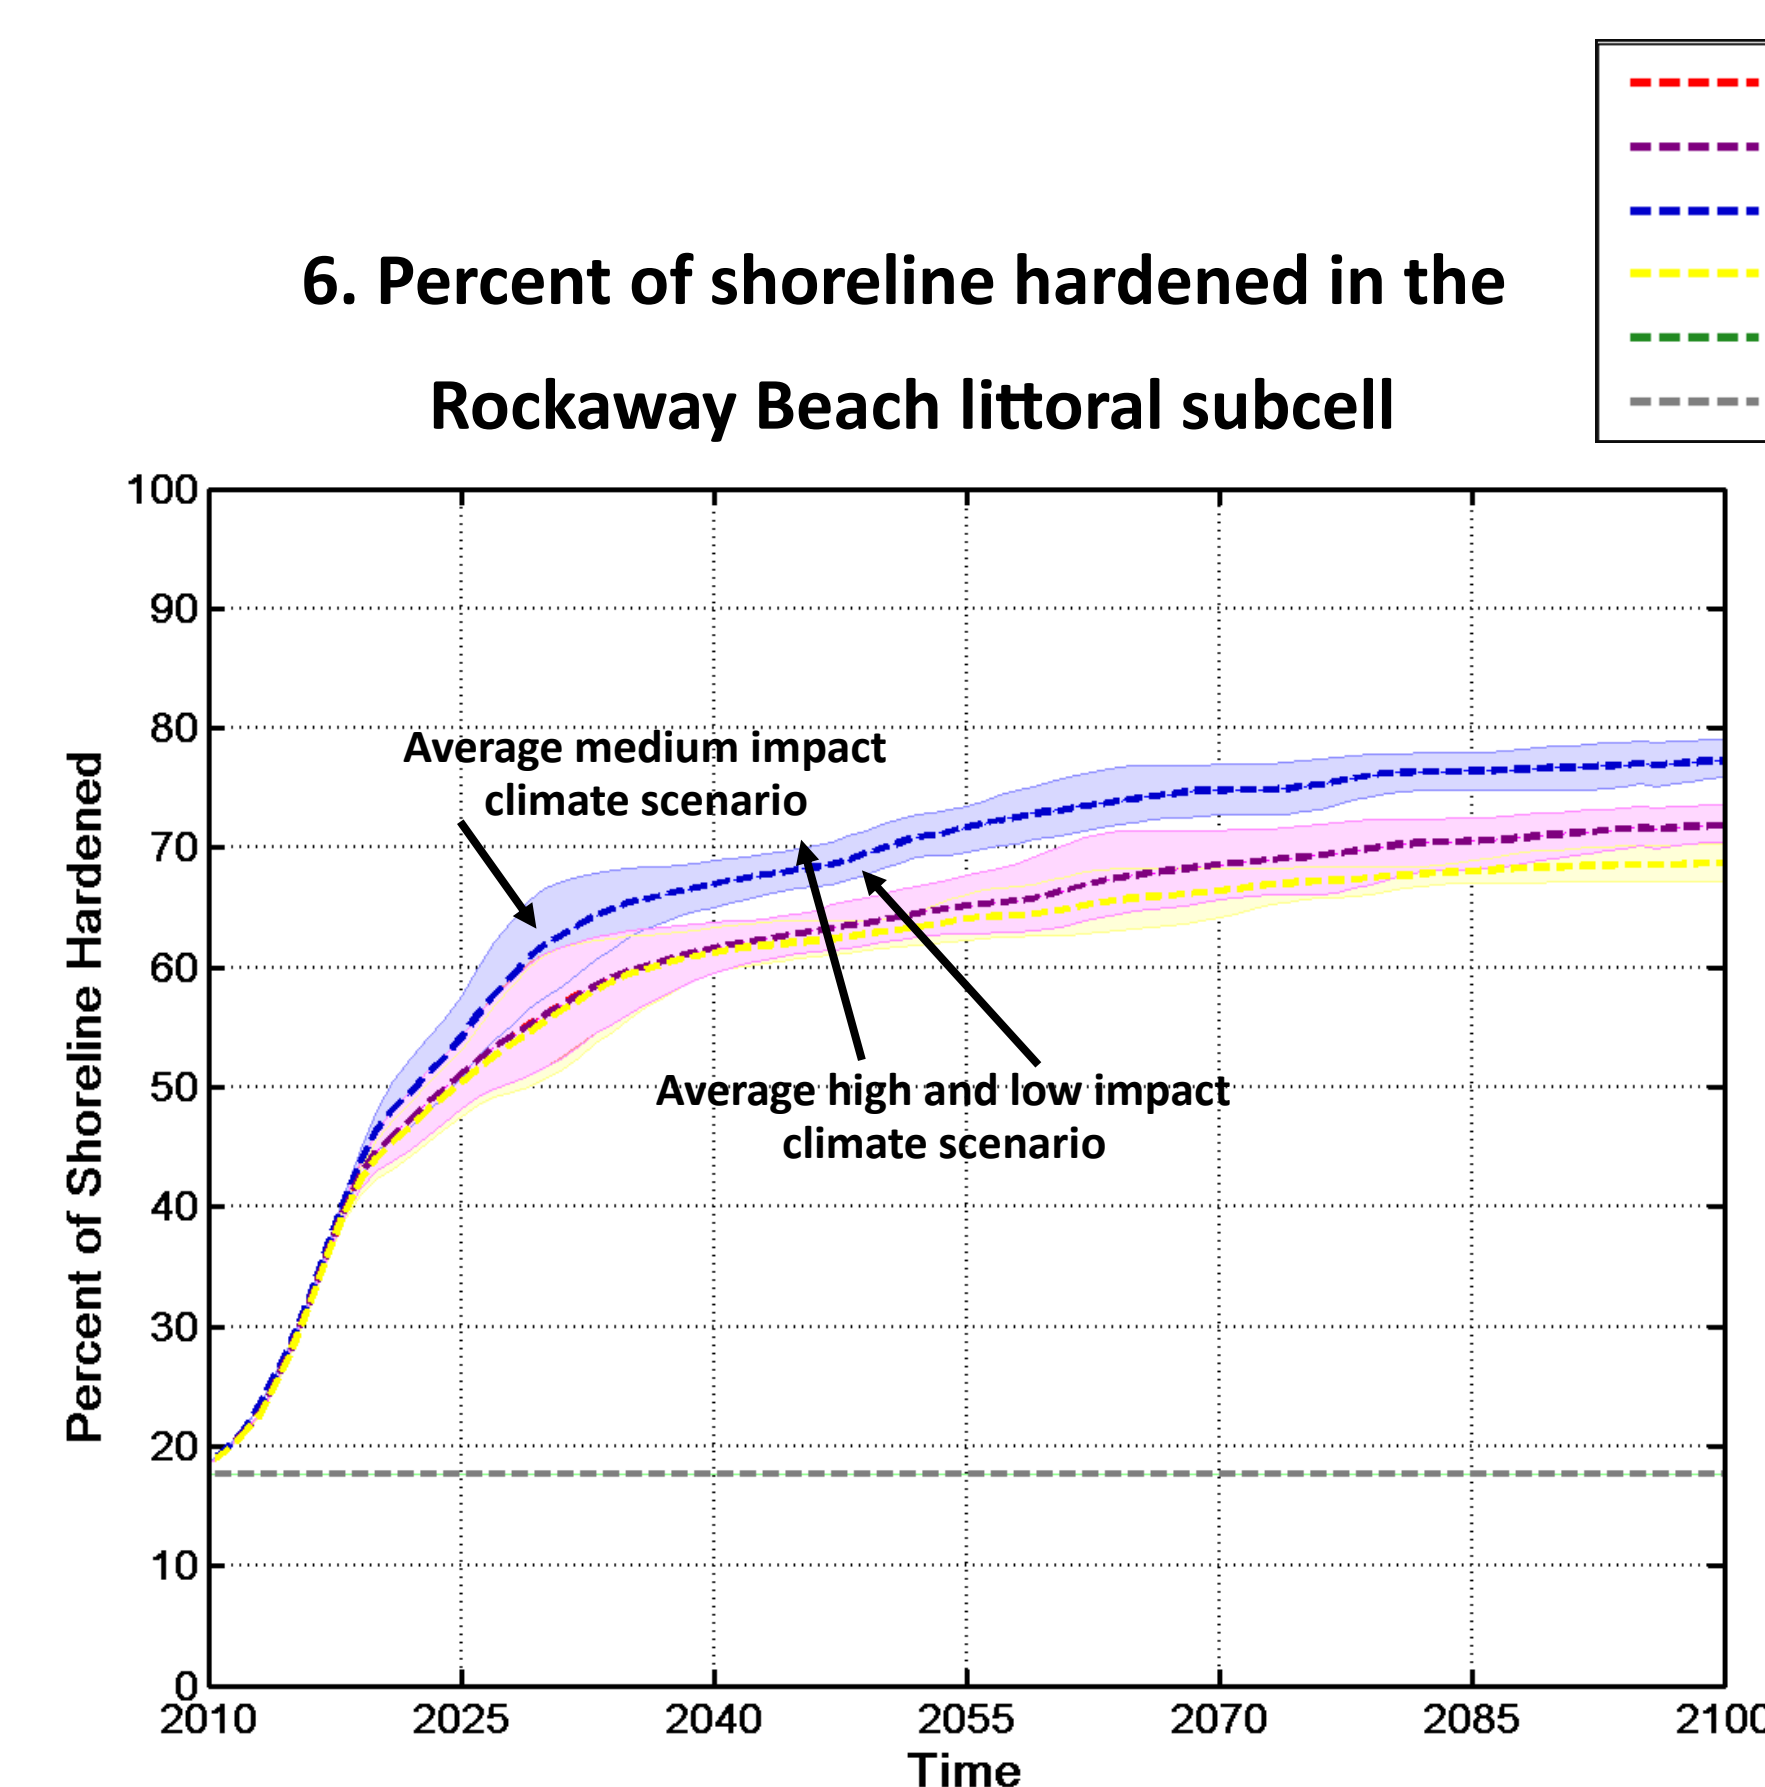 6. Percent of shoreline hardened in the
Rockaway Beach littoral subcell
100
90
80
70
60
50
40
30
20
10
0
Percent of Shoreline Hardened
Average medium impact
climate scenario
Average high and low impact
climate scenario
2010 2025 2040 2055 2070 2085 2100
Time